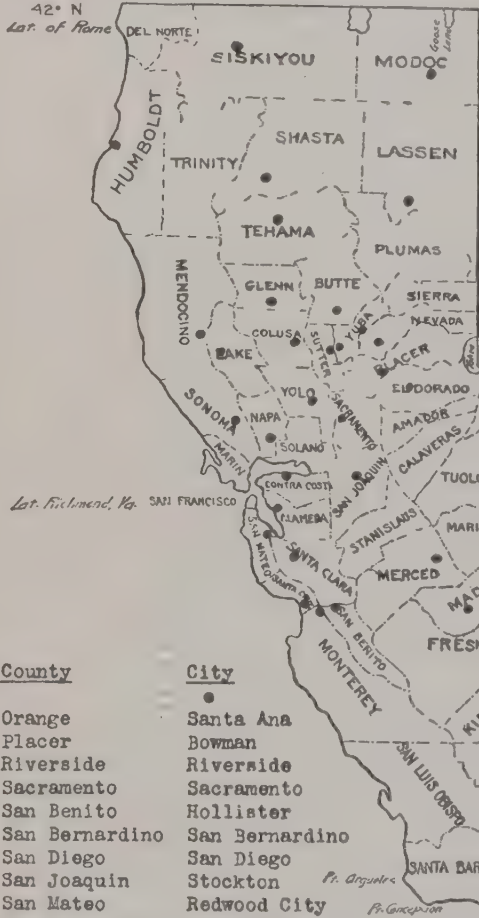 42° N
Lat. of Rome
DEL NORTE
SISKIYOU
MODOC
Goose
HUMBOLDT
SHASTA
TRINITY
LASSEN
TEHAMA
PLUMAS
MENDOCINO
GLENN
BUTTE
SIERRA
NEVADA
COLUSA
SUTTER
YUBA
LAKE
PLACER
YOLO
ELDORADO
SONOMA
NAPA
SACRAMENTO
AMADOR
SOLANO
CALAVERAS
MARIN
CONTRA COSTA
SAN JOAQUIN
TUOL
Lat. Richmond, Va.
SAN FRANCISCO
ALAMEDA
STANISLAUS
MARI
SAN MATEO
SANTA CLARA
MERCED
SANTA CRUZ
MAD
SAN BENITO
FRES
MONTEREY
KI
SAN LUIS OBISPO
SANTA BAR
Pt. Arguello
Pt. Concepcion
County City
Orange Santa Ana
Placer Bowman
Riverside Riverside
Sacramento Sacramento
San Benito Hollister
San Bernardino San Bernardino
San Diego San Diego
San Joaquin Stockton
San Mateo Redwood City